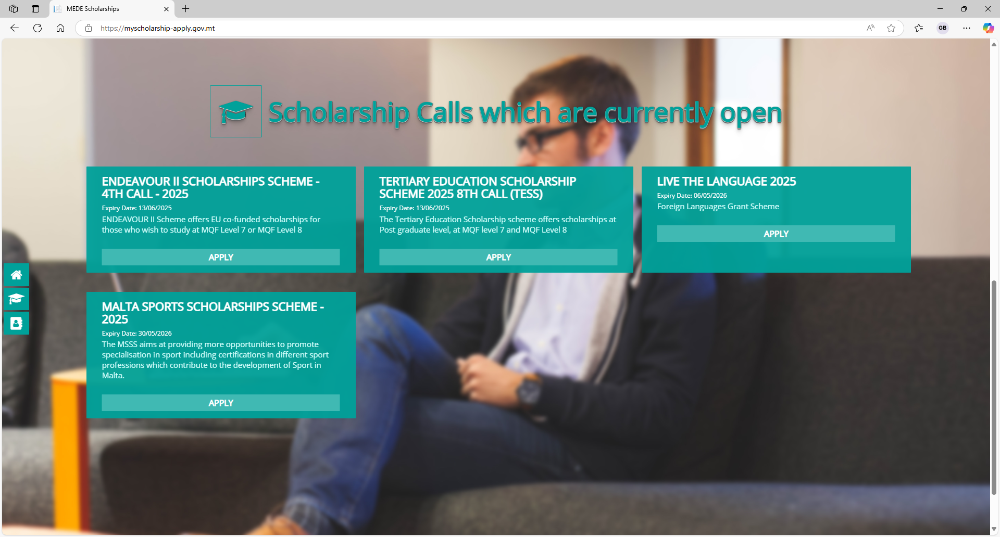 MEDE Scholarships
https://myscholarship-apply.gov.mt
GB
Scholarship Calls which are currently open
ENDEAVOUR II SCHOLARSHIPS SCHEME -
4TH CALL - 2025
Expiry Date: 13/06/2025
ENDEAVOUR II Scheme offers EU co-funded scholarships for
those who wish to study at MQF Level 7 or MQF Level 8
APPLY
TERTIARY EDUCATION SCHOLARSHIP
SCHEME 2025 8TH CALL (TESS)
Expiry Date: 13/06/2025
The Tertiary Education Scholarship scheme offers scholarships at
Post graduate level, at MQF level 7 and MQF Level 8
APPLY
LIVE THE LANGUAGE 2025
Expiry Date: 06/05/2026
Foreign Languages Grant Scheme
APPLY
MALTA SPORTS SCHOLARSHIPS SCHEME -
2025
Expiry Date: 30/05/2026
The MSSS aims at providing more opportunities to promote
specialisation in sport including certifications in different sport
professions which contribute to the development of Sport in
Malta.
APPLY